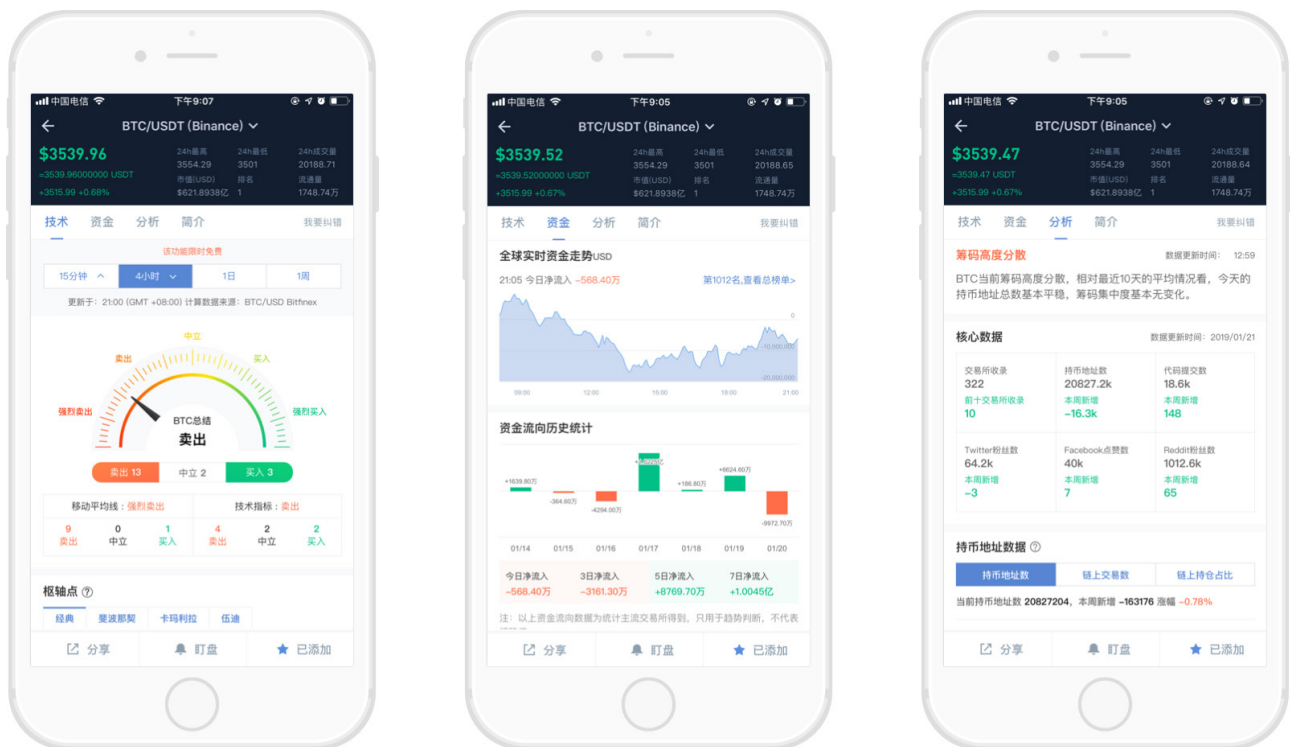 中国电信 下午9:07
BTC/USDT (Binance)
$3539.96
=3539.96000000 USDT
+3515.99 +0.68%
24h最高 24h最低 24h成交量
3554.29 3501 20188.71
市值(USD) 排名 流通量
$621.8938亿 1 1748.74万
技术 资金 分析 简介 我要纠错
该功能限时免费
15分钟 4小时 1日 1周
更新于：21:00 (GMT +08:00) 计算数据来源：BTC/USD Bitfinex
中立
卖出 买入
强烈卖出 强烈买入
BTC总结
卖出
卖出 13 中立 2 买入 3
移动平均线：强烈卖出 技术指标：卖出
9 0 1 4 2 2
卖出 中立 买入 卖出 中立 买入
枢轴点 ?
经典 斐波那契 卡玛利拉 伍迪
分享 盯盘 已添加
中国电信 下午9:05
BTC/USDT (Binance)
$3539.52
=3539.52000000 USDT
+3515.99 +0.67%
24h最高 24h最低 24h成交量
3554.29 3501 20188.65
市值(USD) 排名 流通量
$621.8938亿 1 1748.74万
技术 资金 分析 简介 我要纠错
全球实时资金走势USD
21:05 今日净流入 -568.40万 第1012名,查看总榜单>
0
-10,000,000
-20,000,000
09:00 12:00 15:00 18:00 21:00
资金流向历史统计
+1639.80万
-364.60万
-4294.00万
+186.80万
+6624.60万
-9972.70万
01/14 01/15 01/16 01/17 01/18 01/19 01/20
今日净流入 3日净流入 5日净流入 7日净流入
-568.40万 -3161.30万 +8769.70万 +1.0045亿
注：以上资金流向数据为统计主流交易所得到，只用于趋势判断，不代表
分享 盯盘 已添加
中国电信 下午9:05
BTC/USDT (Binance)
$3539.47
=3539.47 USDT
+3515.99 +0.67%
24h最高 24h最低 24h成交量
3554.29 3501 20188.64
市值(USD) 排名 流通量
$621.8938亿 1 1748.74万
技术 资金 分析 简介 我要纠错
筹码高度分散 数据更新时间： 12:59
BTC当前筹码高度分散，相对最近10天的平均情况看，今天的
持币地址总数基本平稳，筹码集中度基本无变化。
核心数据 数据更新时间：2019/01/21
交易所收录 持币地址数 代码提交数
322 20827.2k 18.6k
前十交易所收录 本周新增 本周新增
10 -16.3k 148
Twitter粉丝数 Facebook点赞数 Reddit粉丝数
64.2k 40k 1012.6k
本周新增 本周新增 本周新增
-3 7 65
持币地址数据 ?
持币地址数 链上交易数 链上持仓占比
当前持币地址数 20827204，本周新增 -163176 涨幅 -0.78%
分享 盯盘 已添加